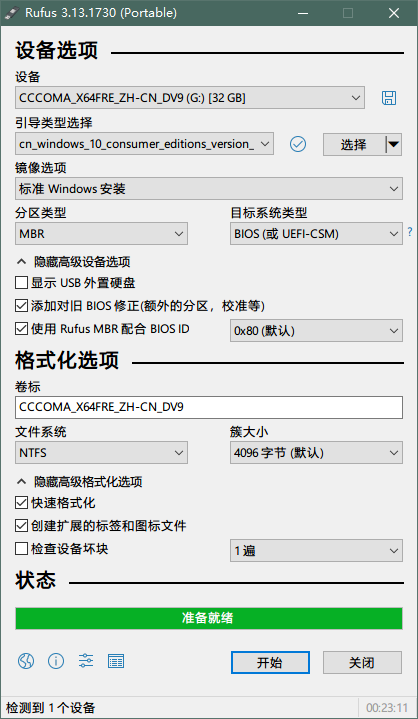 Rufus 3.13.1730 (Portable)
设备选项
设备
CCCOMA_X64FRE_ZH-CN_DV9 (G:) [32 GB]
引导类型选择
cn_windows_10_consumer_editions_version_
选择
镜像选项
标准 Windows 安装
分区类型
目标系统类型
MBR
BIOS (或 UEFI-CSM)
?
隐藏高级设备选项
显示 USB 外置硬盘
添加对旧 BIOS 修正(额外的分区，校准等)
使用 Rufus MBR 配合 BIOS ID
0x80 (默认)
格式化选项
卷标
CCCOMA_X64FRE_ZH-CN_DV9
文件系统
簇大小
NTFS
4096 字节 (默认)
隐藏高级格式化选项
快速格式化
创建扩展的标签和图标文件
检查设备坏块
1 遍
状态
准备就绪
开始
关闭
检测到 1 个设备
00:23:11